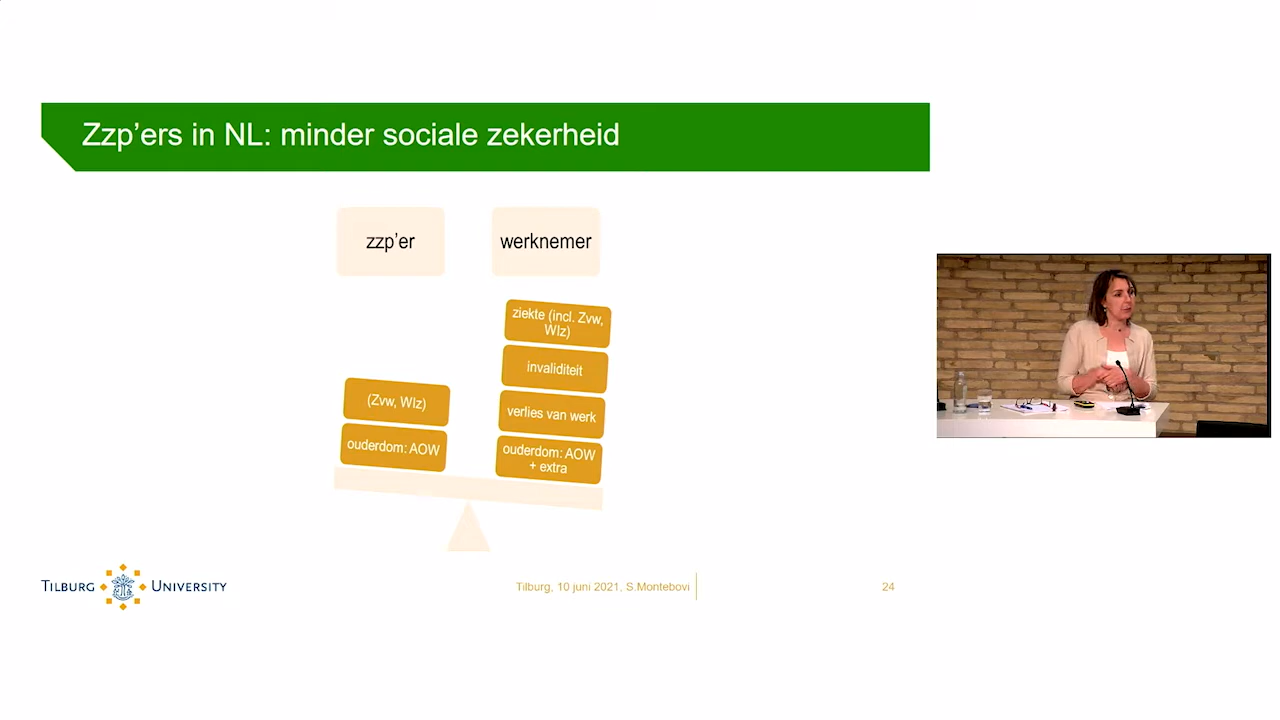 Zzp’ers in NL: minder sociale zekerheid
zzp’er
werknemer
(Zvw, Wlz)
ouderdom: AOW
ziekte (incl. Zvw,
Wlz)
invaliditeit
verlies van werk
ouderdom: AOW
+ extra
TILBURG UNIVERSITY
Tilburg, 10 juni 2021, S.Montebovi
24